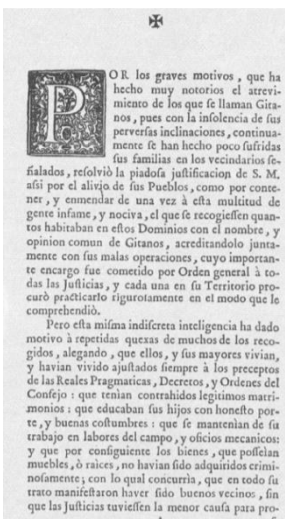 POR los graves motivos, que ha
hecho muy notorios el atrevi-
miento de los que ſe llaman Gita-
nos, pues con la inſolencia de ſus
perverſas inclinaciones, continua-
mente ſe han hecho poco ſufridas
ſus familias en los vecindarios ſe-
ñalados, reſolviò la piadoſa juſtificacion de S. M.
aſsi por el alivio de ſus Pueblos, como por conte-
ner, y enmendar de una vez à eſta multitud de
gente infame, y nociva, el que ſe recogieſſen quan-
tos habitaban en eſtos Dominios con el nombre, y
opinion comun de Gitanos, acreditandolo junta-
mente con ſus malas operaciones, cuyo importan-
te encargo fue cometido por Orden general à to-
das las Juſticias, y cada una en ſu Territorio pro-
curò practicarlo riguroſamente en el modo que le
comprehendiò.
Pero eſta miſma indiſcreta inteligencia ha dado
motivo à repetidas quexas de muchos de los reco-
gidos, alegando, que ellos, y ſus mayores vivian,
y havian vivido ajuſtados ſiempre à los preceptos
de las Reales Pragmaticas, Decretos, y Ordenes del
Conſejo: que tenian contrahidos legitimos matri-
monios: que educaban ſus hijos con honeſto por-
te, y buenas coſtumbres: que ſe mantenian de ſu
trabajo en labores del campo, y oficios mecanicos:
y que por conſiguiente los bienes, que poſſeían
muebles, ò raices, no havian ſido adquiridos crimi-
noſamente; con lo qual concurria, que en todo ſu
trato manifeſtaron haver ſido buenos vecinos, ſin
que las Juſticias tuvieſſen la menor cauſa para pro-